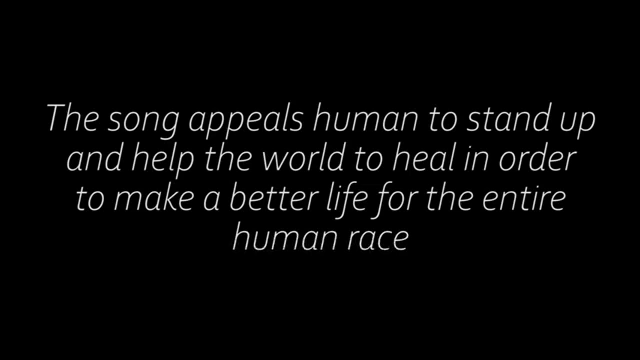 The song appeals human to stand up
and help the world to heal in order
to make a better life for the entire
human race